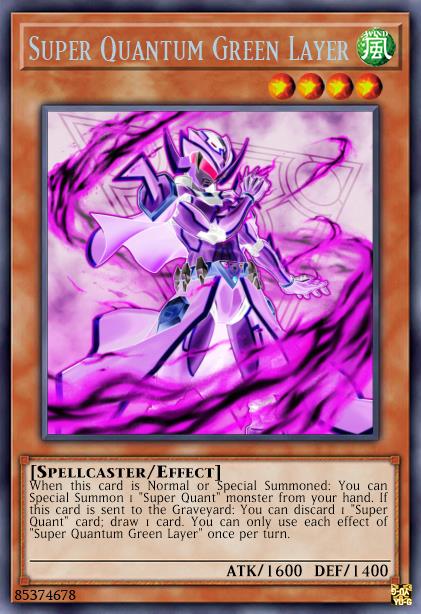 Super Quantum Green Layer
WIND
風
[Spellcaster/Effect]
When this card is Normal or Special Summoned: You can
Special Summon 1 "Super Quant" monster from your hand. If
this card is sent to the Graveyard: You can discard 1 "Super
Quant" card; draw 1 card. You can only use each effect of
"Super Quantum Green Layer" once per turn.
ATK/1600 DEF/1400
85374678